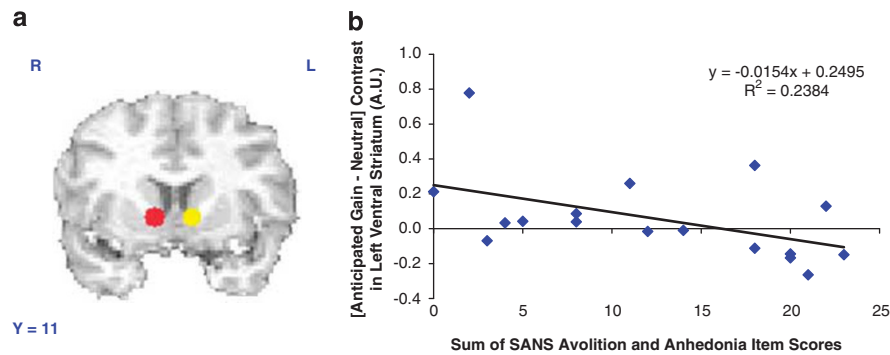 a
R
L
Y = 11
b
[Anticipated Gain - Neutral] Contrast
in Left Ventral Striatum (A.U.)
1.0
0.8
0.6
0.4
0.2
0.0
-0.2
-0.4
y = -0.0154x + 0.2495
R² = 0.2384
0
5
10
15
20
25
Sum of SANS Avolition and Anhedonia Item Scores